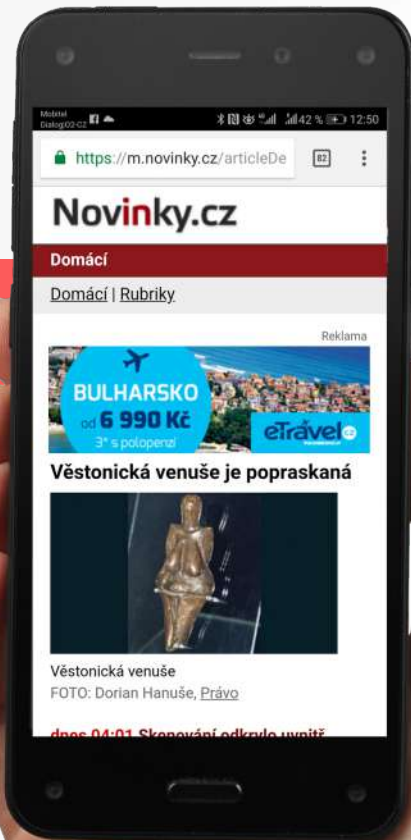 Mobitel
Dialog|O2-CZ
42 % 12:50
https://m.novinky.cz/articleDe
82
Novinky.cz
Domácí
Domácí | Rubriky
Reklama
BULHARSKO
od 6 990 Kč
3* s polopenzí
eTravel.cz
Věstonická venuše je popraskaná
Věstonická venuše
FOTO: Dorian Hanuše, Právo
dnes 04:01 Skenování odkrylo uvnitř